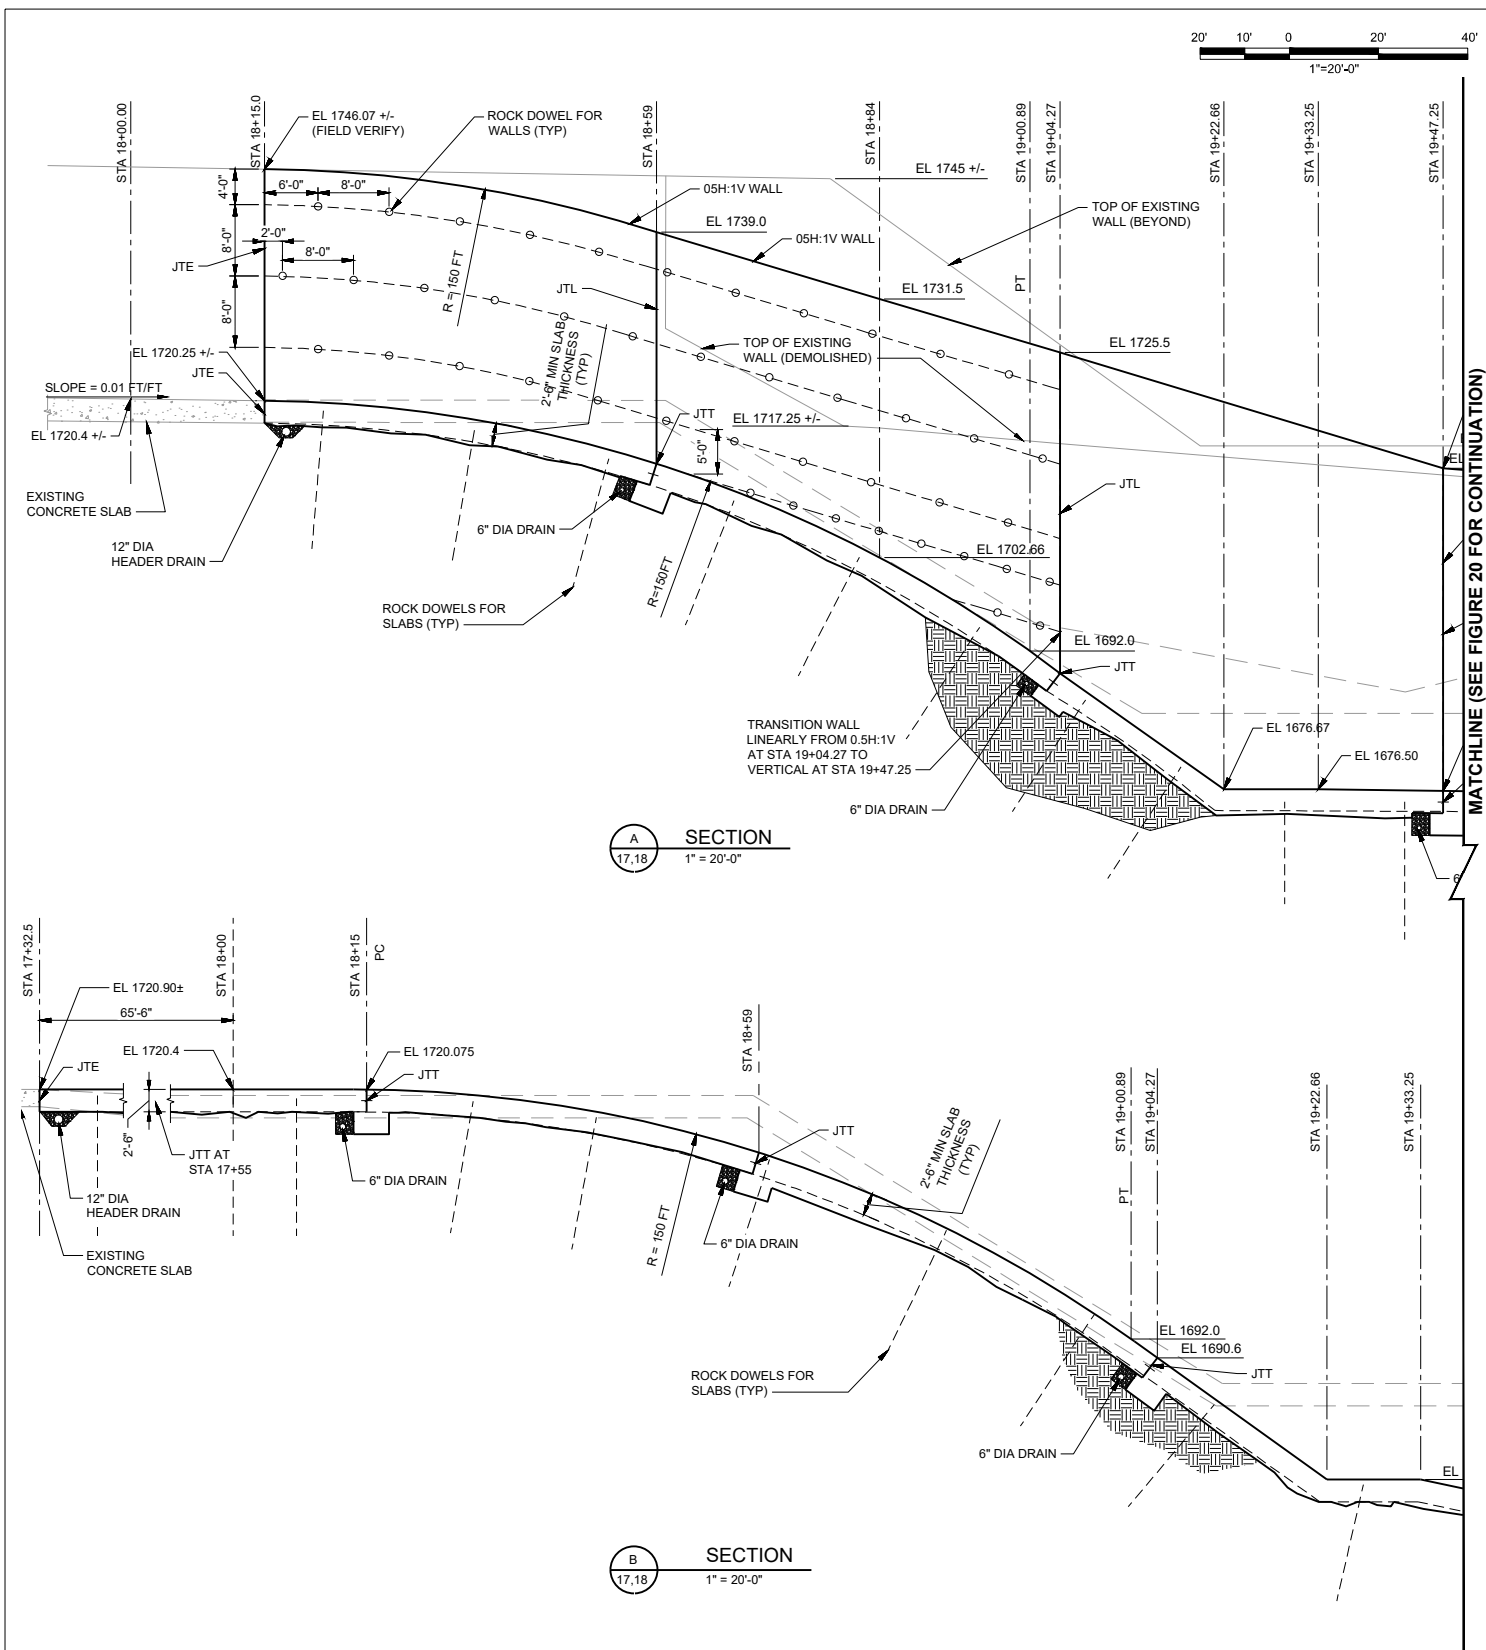 20'
10'
0
20'
40'
1"=20'-0"
STA 18+00.00
STA 18+15.0
STA 18+59
STA 18+84
STA 19+00.89
STA 19+04.27
STA 19+22.66
STA 19+33.25
STA 19+47.25
EL 1746.07 +/-
(FIELD VERIFY)
ROCK DOWEL FOR
WALLS (TYP)
EL 1745 +/-
4'-0"
6'-0"
8'-0"
05H:1V WALL
TOP OF EXISTING
WALL (BEYOND)
EL 1739.0
8'-0"
2'-0"
8'-0"
05H:1V WALL
JTE
R = 150 FT
JTL
EL 1731.5
PT
8'-0"
2'-6" MIN SLAB
THICKNESS
(TYP)
TOP OF EXISTING
WALL (DEMOLISHED)
EL 1725.5
EL 1720.25 +/-
JTE
SLOPE = 0.01 FT/FT
JTT
EL 1717.25 +/-
EL 1720.4 +/-
5'-0"
EL
JTL
EXISTING
CONCRETE SLAB
6" DIA DRAIN
12" DIA
HEADER DRAIN
R=150FT
EL 1702.66
ROCK DOWELS FOR
SLABS (TYP)
EL 1692.0
JTT
TRANSITION WALL
LINEARLY FROM 0.5H:1V
AT STA 19+04.27 TO
VERTICAL AT STA 19+47.25
EL 1676.67
EL 1676.50
6" DIA DRAIN
MATCHLINE (SEE FIGURE 20 FOR CONTINUATION)
A
17,18
SECTION
1" = 20'-0"
6
STA 17+32.5
STA 18+00
STA 18+15
PC
STA 18+59
STA 19+00.89
STA 19+04.27
STA 19+22.66
STA 19+33.25
EL 1720.90±
65'-6"
EL 1720.4
EL 1720.075
JTE
JTT
2'-6"
JTT AT
STA 17+55
6" DIA DRAIN
12" DIA
HEADER DRAIN
EXISTING
CONCRETE SLAB
JTT
2'-6" MIN SLAB
THICKNESS
(TYP)
R = 150 FT
6" DIA DRAIN
PT
EL 1692.0
EL 1690.6
JTT
ROCK DOWELS FOR
SLABS (TYP)
6" DIA DRAIN
EL
B
17,18
SECTION
1" = 20'-0"